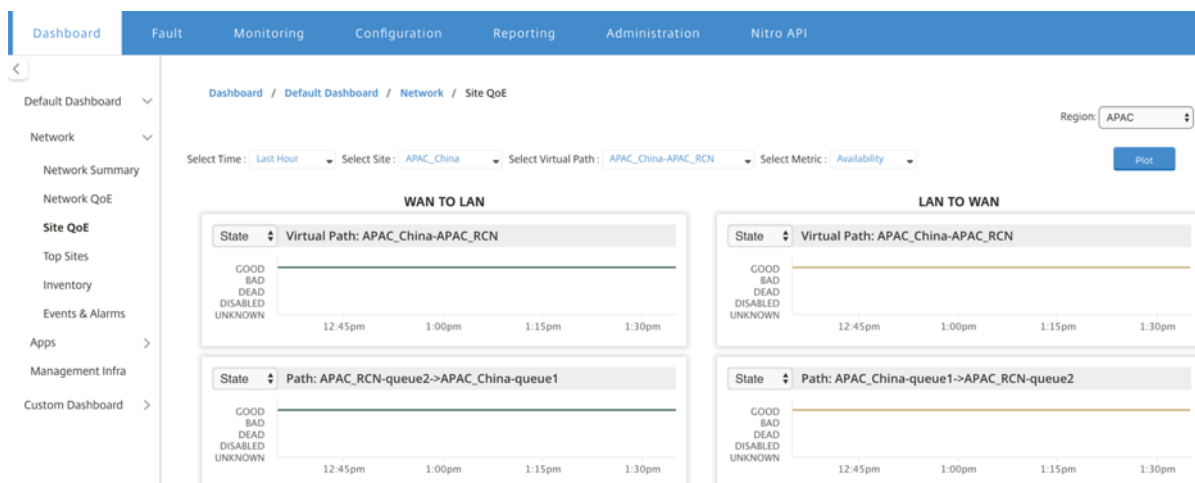 Dashboard Fault Monitoring Configuration Reporting Administration Nitro API
<
Default Dashboard
Network
Network Summary
Network QoE
Site QoE
Top Sites
Inventory
Events & Alarms
Apps
Management Infra
Custom Dashboard
Dashboard / Default Dashboard / Network / Site QoE
Region: APAC
Select Time : Last Hour Select Site : APAC_China Select Virtual Path : APAC_China-APAC_RCN Select Metric : Availability Plot
WAN TO LAN
State Virtual Path: APAC_China-APAC_RCN
GOOD
BAD
DEAD
DISABLED
UNKNOWN
12:45pm 1:00pm 1:15pm 1:30pm
State Path: APAC_RCN-queue2->APAC_China-queue1
GOOD
BAD
DEAD
DISABLED
UNKNOWN
12:45pm 1:00pm 1:15pm 1:30pm
LAN TO WAN
State Virtual Path: APAC_China-APAC_RCN
GOOD
BAD
DEAD
DISABLED
UNKNOWN
12:45pm 1:00pm 1:15pm 1:30pm
State Path: APAC_China-queue1->APAC_RCN-queue2
GOOD
BAD
DEAD
DISABLED
UNKNOWN
12:45pm 1:00pm 1:15pm 1:30pm